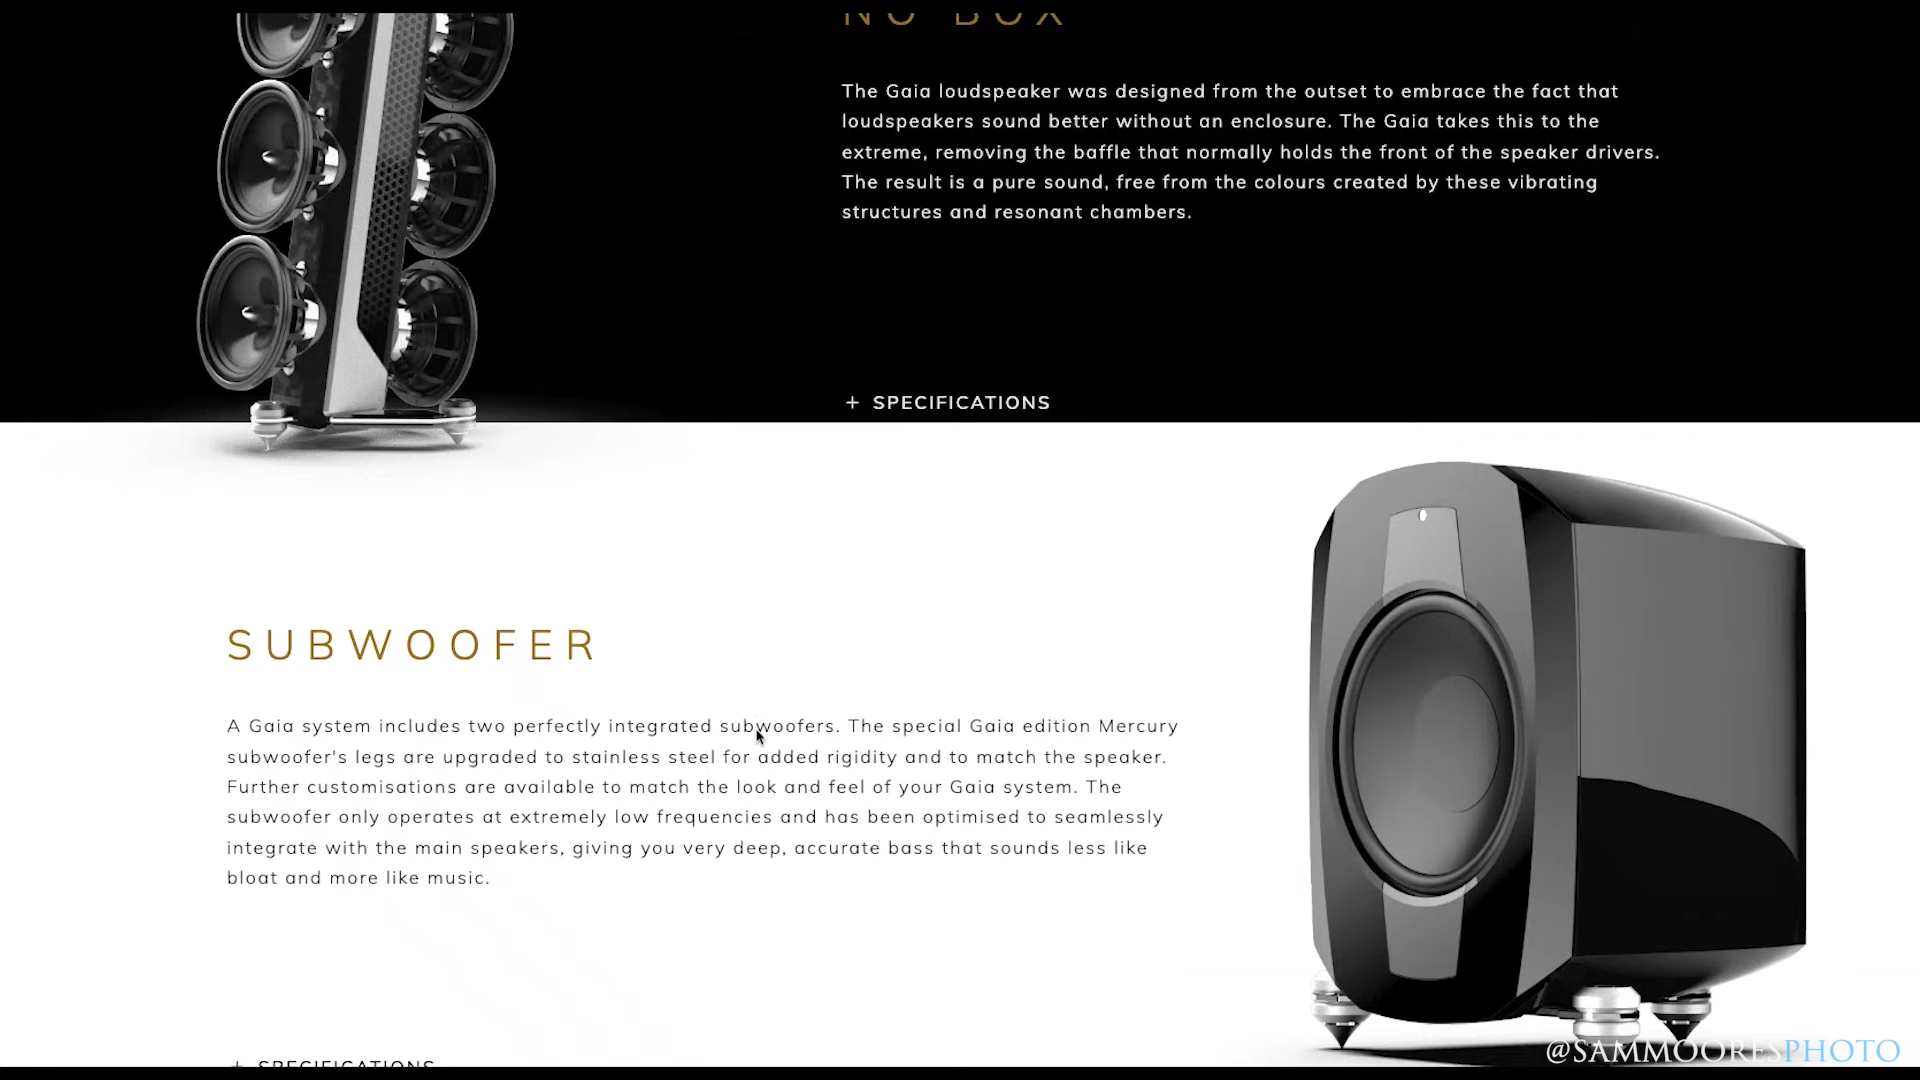 NO BOX
The Gaia loudspeaker was designed from the outset to embrace the fact that
loudspeakers sound better without an enclosure. The Gaia takes this to the
extreme, removing the baffle that normally holds the front of the speaker drivers.
The result is a pure sound, free from the colours created by these vibrating
structures and resonant chambers.
+ SPECIFICATIONS
SUBWOOFER
A Gaia system includes two perfectly integrated subwoofers. The special Gaia edition Mercury
subwoofer's legs are upgraded to stainless steel for added rigidity and to match the speaker.
Further customisations are available to match the look and feel of your Gaia system. The
subwoofer only operates at extremely low frequencies and has been optimised to seamlessly
integrate with the main speakers, giving you very deep, accurate bass that sounds less like
bloat and more like music.
+ SPECIFICATIONS
@SAMMOORESPHOTO